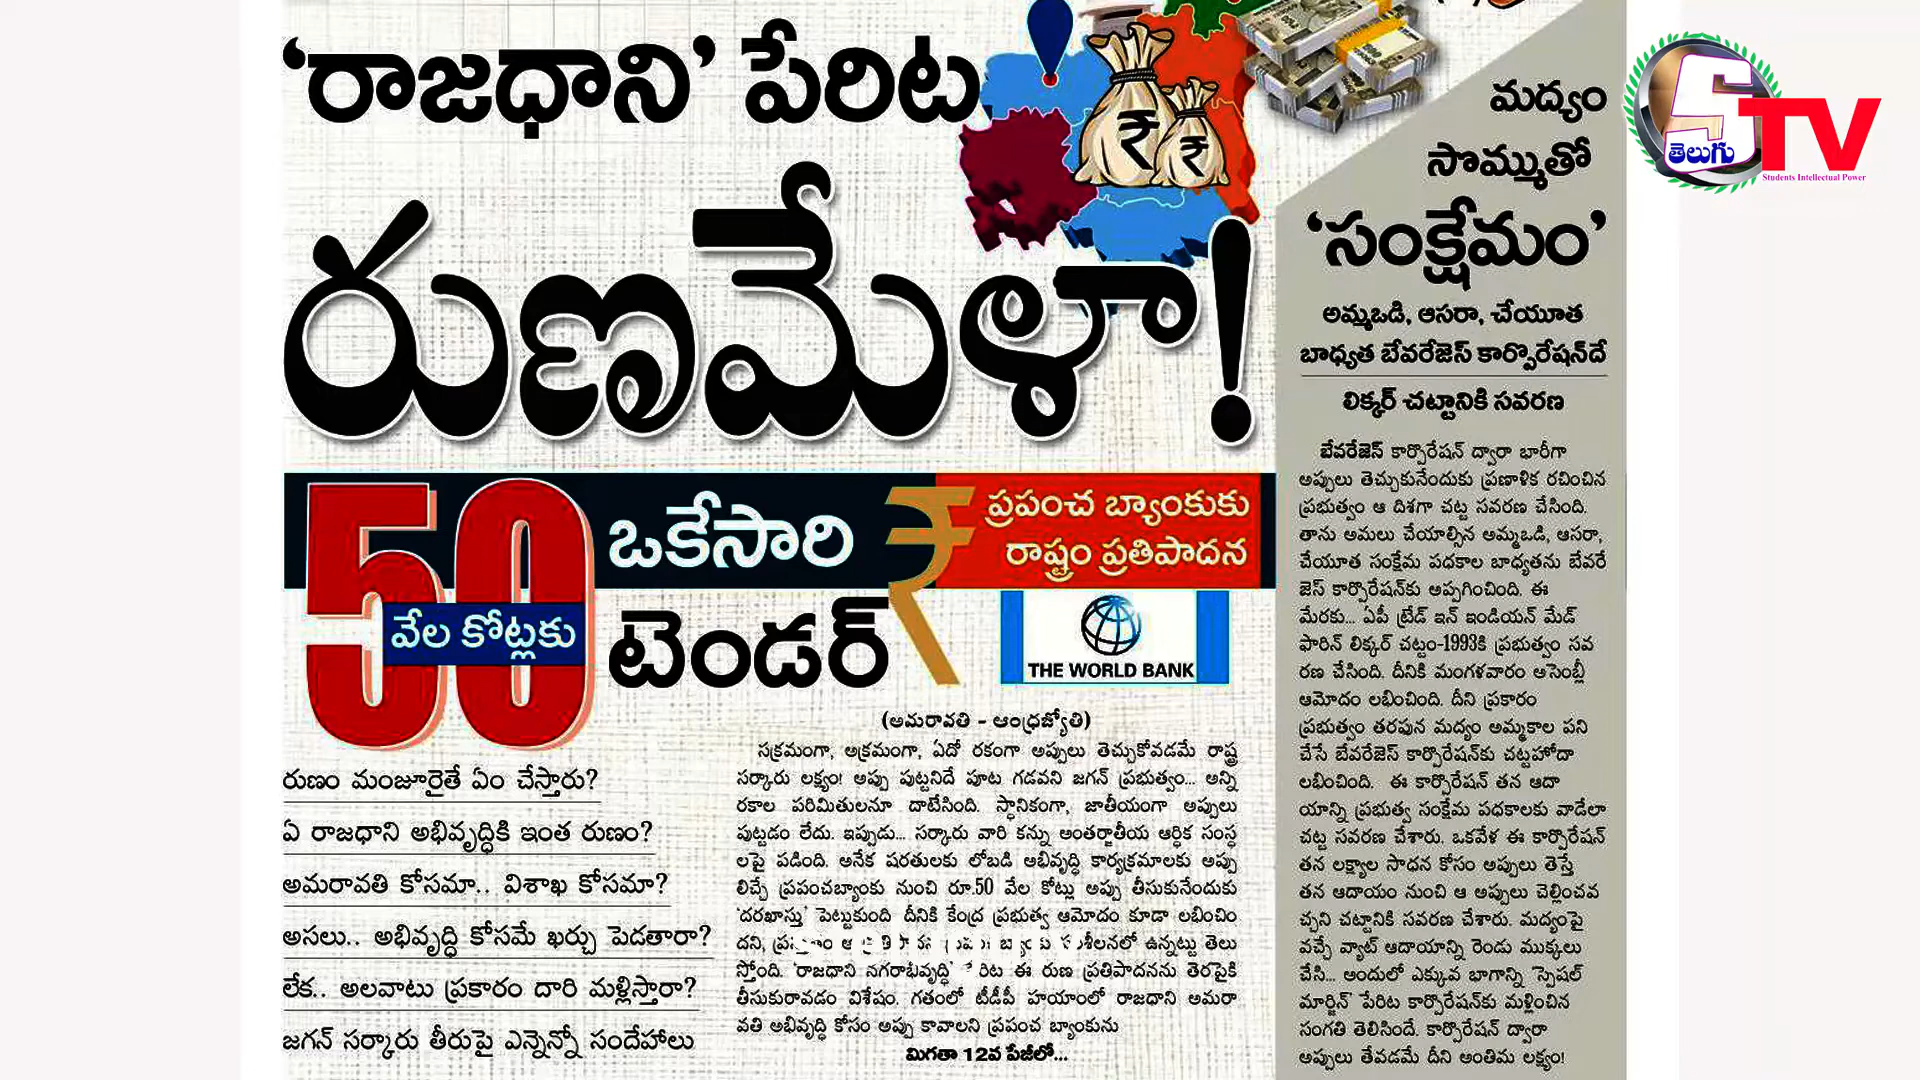 'రాజధాని' పేరిట
రుణమేళా!
50
వేల కోట్లకు
ఒకేసారి
టెండర్
₹
ప్రపంచ బ్యాంకుకు
రాష్ట్రం ప్రతిపాదన
THE WORLD BANK
రుణం మంజూరైతే ఏం చేస్తారు?
ఏ రాజధాని అభివృద్ధికి ఇంత రుణం?
అమరావతి కోసమా.. విశాఖ కోసమా?
అసలు.. అభివృద్ధి కోసమే ఖర్చు పెడతారా?
లేక.. అలవాటు ప్రకారం దారి మళ్లిస్తారా?
జగన్ సర్కారు తీరుపై ఎన్నెన్నో సందేహాలు
(అమరావతి - ఆంధ్రజ్యోతి)
సక్రమంగా, అక్రమంగా, ఏదో రకంగా అప్పులు తెచ్చుకోవడమే రాష్ట్ర
సర్కారు లక్ష్యం! అప్పు పుట్టనిదే పూట గడవని జగన్ ప్రభుత్వం... అన్ని
రకాల పరిమితులనూ దాటేసింది. స్థానికంగా, జాతీయంగా అప్పులు
పుట్టడం లేదు. ఇప్పుడు... సర్కారు వారి కన్ను అంతర్జాతీయ ఆర్థిక సంస్థ
లపై పడింది. అనేక షరతులకు లోబడి అభివృద్ధి కార్యక్రమాలకు అప్పు
లిచ్చే ప్రపంచబ్యాంకు నుంచి రూ.50 వేల కోట్లు అప్పు తీసుకునేందుకు
'దరఖాస్తు' పెట్టుకుంది దీనికి కేంద్ర ప్రభుత్వ ఆమోదం కూడా లభించిం
దని, ఉన్నట్టు తెలు
స్తోంది. 'రాజధాని నగరాభివృద్ధి' పేరిట ఈ రుణ ప్రతిపాదనను తెరపైకి
తీసుకురావడం విశేషం. గతంలో టీడీపీ హయాంలో రాజధాని అమరా
వతి అభివృద్ధి కోసం అప్పు కావాలని ప్రపంచ బ్యాంకును
మిగతా 12వ పేజీలో...
మద్యం
సొమ్ముతో
'సంక్షేమం'
అమ్మఒడి, ఆసరా, చేయూత
బాధ్యత బేవరేజెస్ కార్పొరేషన్‌దే
లిక్కర్ చట్టానికి సవరణ
బేవరేజెస్ కార్పొరేషన్ ద్వారా భారీగా
అప్పులు తెచ్చుకునేందుకు ప్రణాళిక రచించిన
ప్రభుత్వం ఆ దిశగా చట్ట సవరణ చేసింది.
తాను అమలు చేయాల్సిన అమ్మఒడి, ఆసరా,
చేయూత సంక్షేమ పథకాల బాధ్యతను బేవరే
జెస్ కార్పొరేషన్‌కు అప్పగించింది. ఈ
మేరకు... ఏపీ ట్రేడ్ ఇన్ ఇండియన్ మేడ్
ఫారిన్ లిక్కర్ చట్టం-1993కి ప్రభుత్వం సవ
రణ చేసింది. దీనికి మంగళవారం అసెంబ్లీ
ఆమోదం లభించింది. దీని ప్రకారం
ప్రభుత్వం తరఫున మద్యం అమ్మకాల పని
చేసే బేవరేజెస్ కార్పొరేషన్‌కు చట్టహోదా
లభించింది. ఈ కార్పొరేషన్ తన ఆదా
యాన్ని ప్రభుత్వ సంక్షేమ పథకాలకు వాడేలా
చట్ట సవరణ చేశారు. ఒకవేళ ఈ కార్పొరేషన్
తన లక్ష్యాల సాధన కోసం అప్పులు తెస్తే
తన ఆదాయం నుంచి ఆ అప్పులు చెల్లించవ
చ్చని చట్టానికి సవరణ చేశారు. మద్యంపై
వచ్చే వ్యాట్ ఆదాయాన్ని రెండు ముక్కలు
చేసి... అందులో ఎక్కువ భాగాన్ని 'స్పెషల్
మార్జిన్' పేరిట కార్పొరేషన్‌కు మళ్లించిన
సంగతి తెలిసిందే. కార్పొరేషన్ ద్వారా
అప్పులు తేవడమే దీని అంతిమ లక్ష్యం!
S TV
తెలుగు
Students Intellectual Power